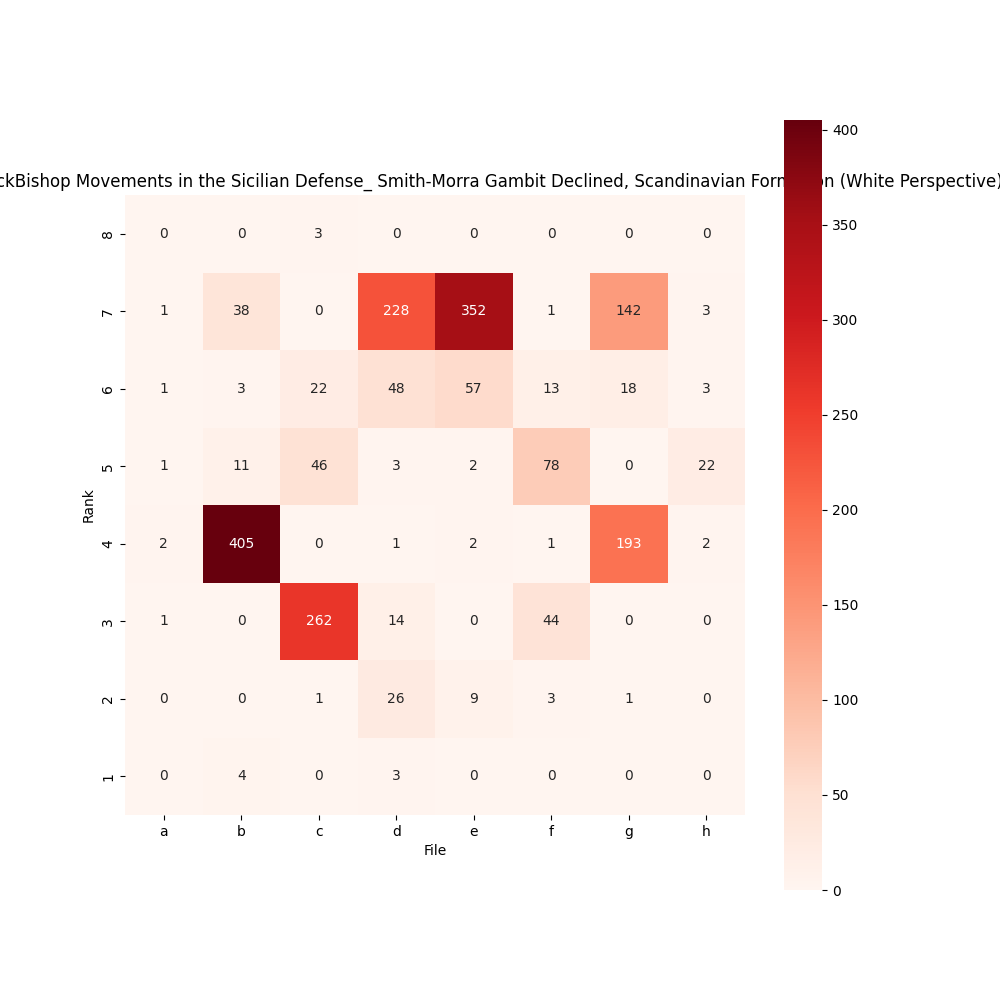 ckBishop Movements in the Sicilian Defense_ Smith-Morra Gambit Declined, Scandinavian Formation (White Perspective)
8 0 0 3 0 0 0 0 0
7 1 38 0 228 352 1 142 3
6 1 3 22 48 57 13 18 3
5 1 11 46 3 2 78 0 22
4 2 405 0 1 2 1 193 2
3 1 0 262 14 0 44 0 0
2 0 0 1 26 9 3 1 0
1 0 4 0 3 0 0 0 0
a b c d e f g h
File
Rank
400
350
300
250
200
150
100
50
0